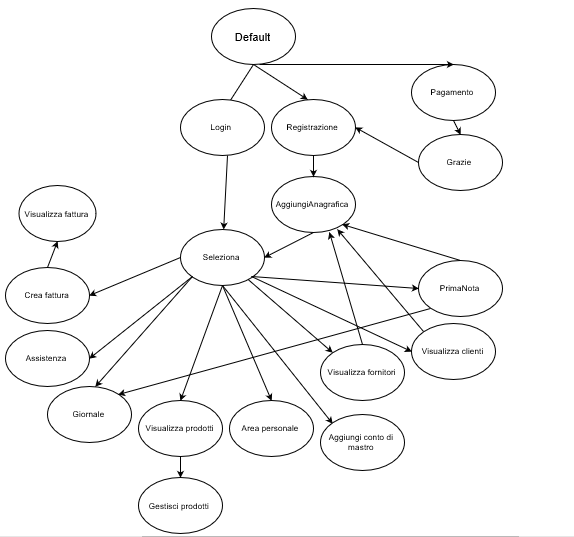 Default
Pagamento
Login
Registrazione
Grazie
AggiungiAnagrafica
Visualizza fattura
Seleziona
Crea fattura
PrimaNota
Assistenza
Visualizza clienti
Visualizza fornitori
Giornale
Visualizza prodotti
Area personale
Aggiungi conto di
mastro
Gestisci prodotti